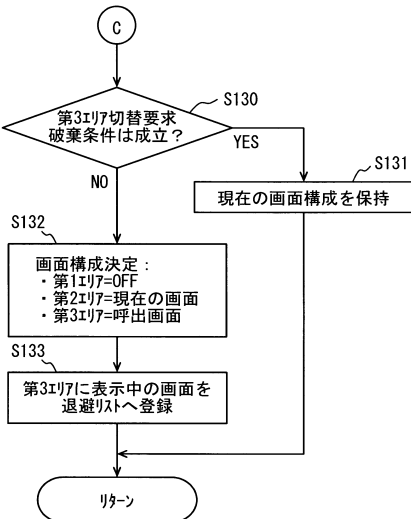 C
第3エリア切替要求
破棄条件は成立？
S130
YES
NO
S131
現在の画面構成を保持
S132
画面構成決定：
・第1エリア=OFF
・第2エリア=現在の画面
・第3エリア=呼出画面
S133
第3エリアに表示中の画面を
退避リストへ登録
リターン